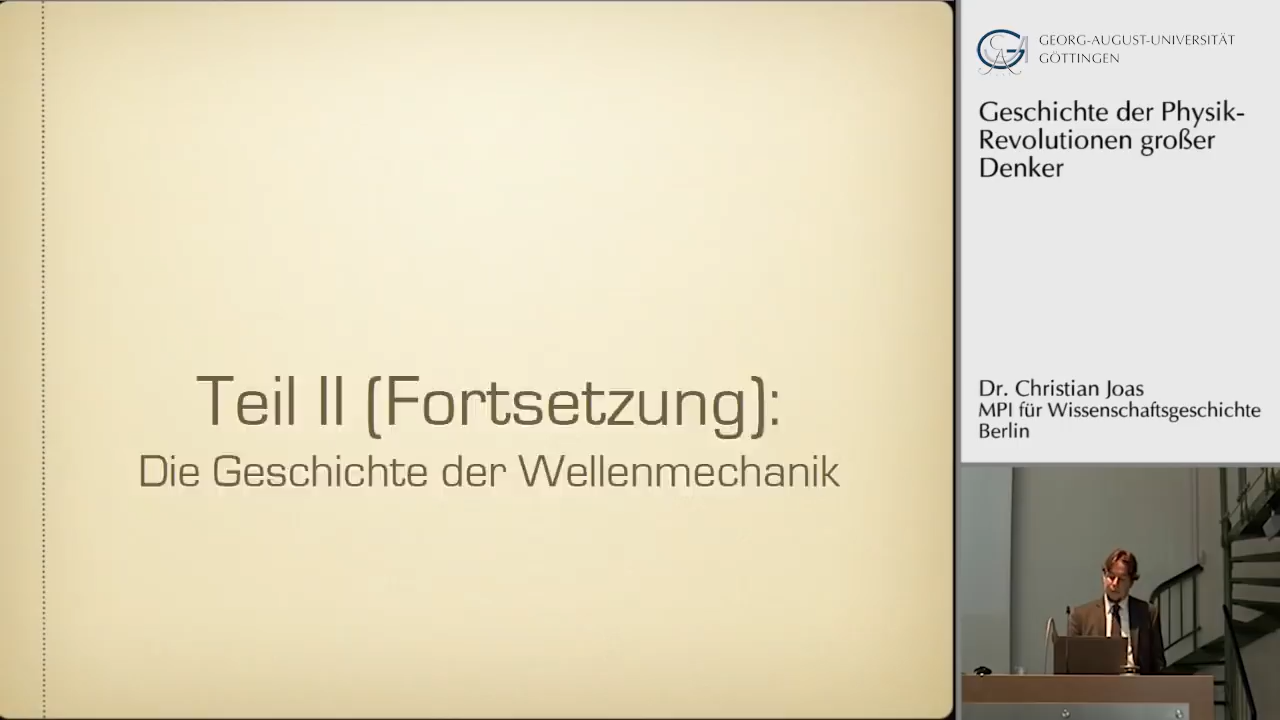 Teil II (Fortsetzung):
Die Geschichte der Wellenmechanik
GEORG-AUGUST-UNIVERSITÄT
GÖTTINGEN
Geschichte der Physik-
Revolutionen großer
Denker
Dr. Christian Joas
MPI für Wissenschaftsgeschichte
Berlin